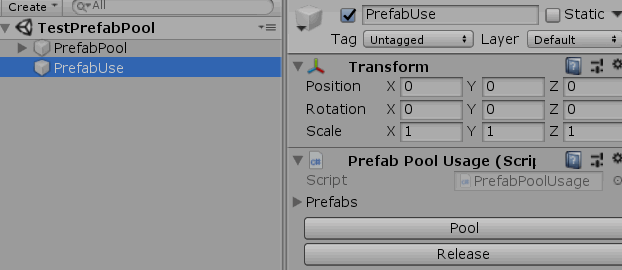 Create
All
TestPrefabPool
PrefabPool
PrefabUse
PrefabUse
Static
Tag Untagged Layer Default
Transform
Position X 0 Y 0 Z 0
Rotation X 0 Y 0 Z 0
Scale X 1 Y 1 Z 1
Prefab Pool Usage (Scrip
Script PrefabPoolUsage
Prefabs
Pool
Release